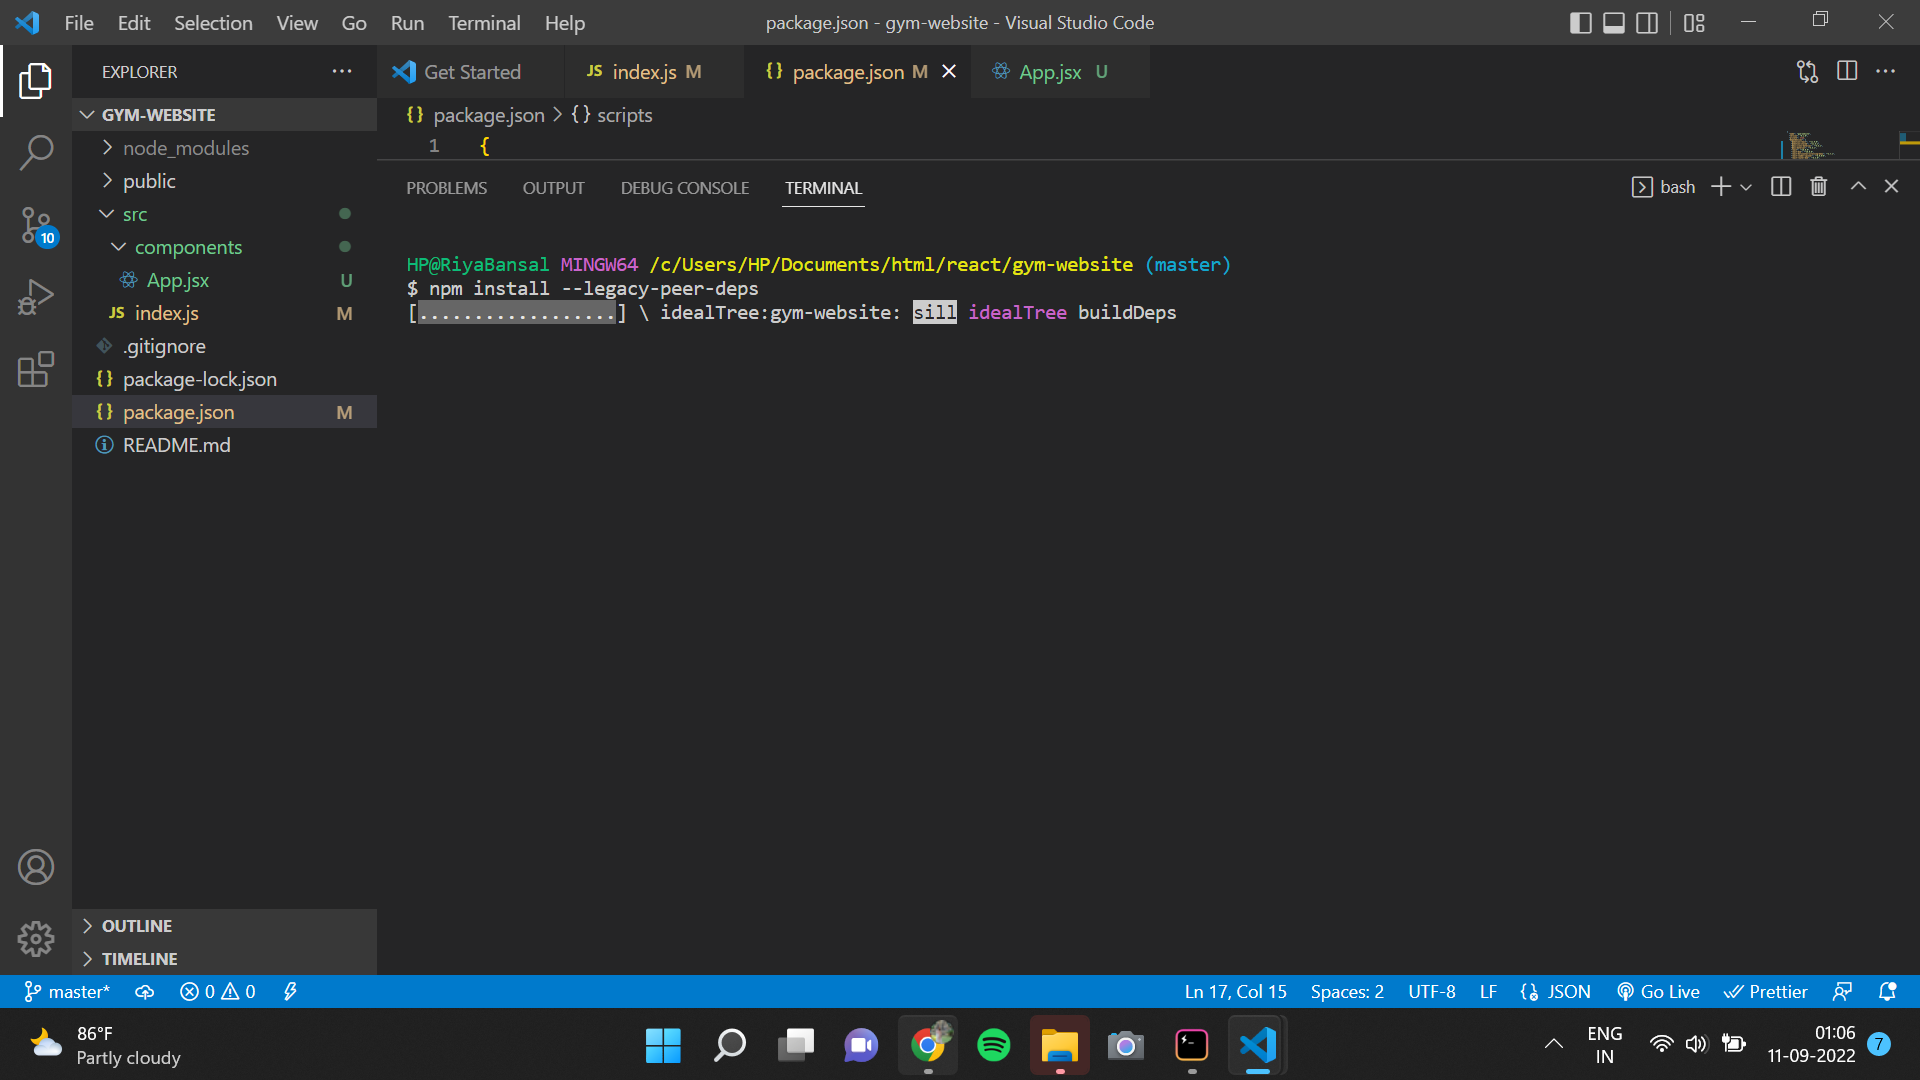 File Edit Selection View Go Run Terminal Help
package.json - gym-website - Visual Studio Code
EXPLORER
Get Started
JS index.js M
{} package.json M
App.jsx U
GYM-WEBSITE
node_modules
public
src
components
App.jsx U
JS index.js M
.gitignore
{} package-lock.json
{} package.json M
README.md
10
OUTLINE
TIMELINE
{} package.json > {} scripts
1 {
PROBLEMS OUTPUT DEBUG CONSOLE TERMINAL
bash
HP@RiyaBansal MINGW64 /c/Users/HP/Documents/html/react/gym-website (master)
$ npm install --legacy-peer-deps
[..................] \ idealTree:gym-website: sill idealTree buildDeps
master* 0 0
Ln 17, Col 15 Spaces: 2 UTF-8 LF JSON Go Live Prettier
86°F
Partly cloudy
ENG
IN
01:06
11-09-2022
7